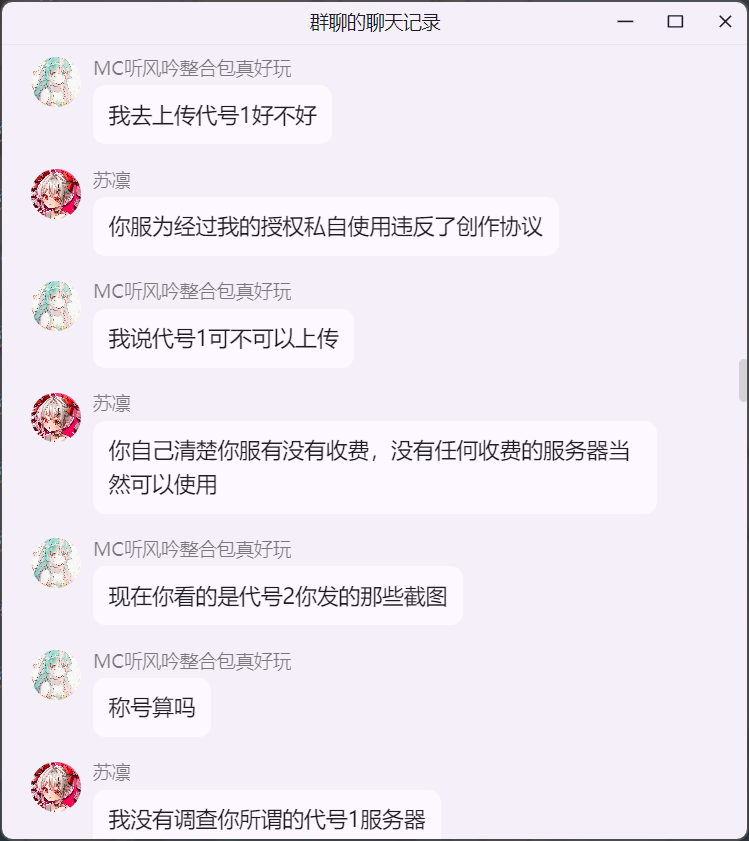 群聊的聊天记录
MC听风吟整合包真好玩
我去上传代号1好不好
苏凛
你服为经过我的授权私自使用违反了创作协议
MC听风吟整合包真好玩
我说代号1可不可以上传
苏凛
你自己清楚你服有没有收费，没有任何收费的服务器当
然可以使用
MC听风吟整合包真好玩
现在你看的是代号2你发的那些截图
MC听风吟整合包真好玩
称号算吗
苏凛
我没有调查你所谓的代号1服务器